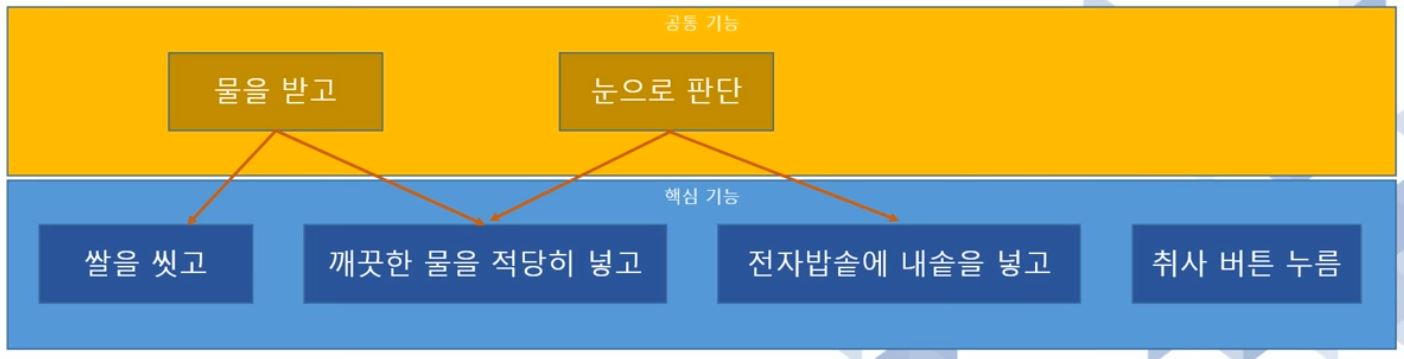 공통 기능
물을 받고
눈으로 판단
핵심 기능
쌀을 씻고
깨끗한 물을 적당히 넣고
전자밥솥에 내솥을 넣고
취사 버튼 누름